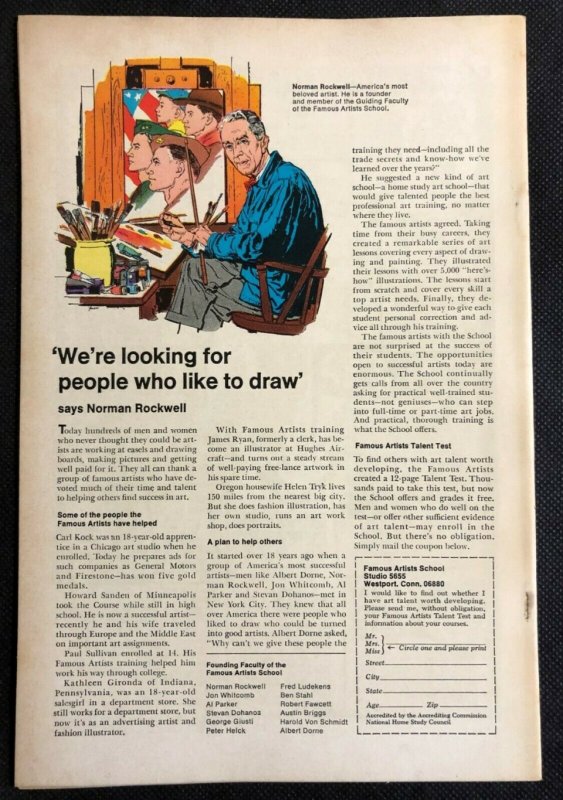 Norman Rockwell—America's most
beloved artist. He is a founder
and member of the Guiding Faculty
of the Famous Artists School.
'We're looking for
people who like to draw'
says Norman Rockwell
Today hundreds of men and women
who never thought they could be art-
ists are working at easels and drawing
boards, making pictures and getting
well paid for it. They all can thank a
group of famous artists who have de-
voted much of their time and talent
to helping others find success in art.
Some of the people the
Famous Artists have helped
Carl Kock was an 18-year-old appren-
tice in a Chicago art studio when he
enrolled. Today he prepares ads for
such companies as General Motors
and Firestone—has won five gold
medals.
Howard Sanden of Minneapolis
took the Course while still in high
school. He is now a successful artist—
recently he and his wife traveled
through Europe and the Middle East
on important art assignments.
Paul Sullivan enrolled at 14. His
Famous Artists training helped him
work his way through college.
Kathleen Gironda of Indiana,
Pennsylvania, was an 18-year-old
salesgirl in a department store. She
still works for a department store, but
now it's as an advertising artist and
fashion illustrator.
With Famous Artists training
James Ryan, formerly a clerk, has be-
come an illustrator at Hughes Air-
craft—and turns out a steady stream
of well-paying free-lance artwork in
his spare time.
Oregon housewife Helen Tryk lives
150 miles from the nearest big city.
But she does fashion illustration, has
her own studio, runs an art work
shop, does portraits.
A plan to help others
It started over 18 years ago when a
group of America's most successful
artists—men like Albert Dorne, Nor-
man Rockwell, Jon Whitcomb, Al
Parker and Stevan Dohanos—met in
New York City. They knew that all
over America there were people who
liked to draw who could be turned
into good artists. Albert Dorne asked,
"Why can't we give these people the
Founding Faculty of the
Famous Artists School
Norman Rockwell
Jon Whitcomb
Al Parker
Stevan Dohanos
George Giusti
Peter Helck
Fred Ludekens
Ben Stahl
Robert Fawcett
Austin Briggs
Harold Von Schmidt
Albert Dorne
training they need—including all the
trade secrets and know-how we've
learned over the years?"
He suggested a new kind of art
school—a home study art school—that
would give talented people the best
professional art training, no matter
where they live.
The famous artists agreed. Taking
time from their busy careers, they
created a remarkable series of art
lessons covering every aspect of draw-
ing and painting. They illustrated
their lessons with over 5,000 "here's-
how" illustrations. The lessons start
from scratch and cover every skill a
top artist needs. Finally, they de-
veloped a wonderful way to give each
student personal correction and ad-
vice all through his training.
The famous artists with the School
are not surprised at the success of
their students. The opportunities
open to successful artists today are
enormous. The School continually
gets calls from all over the country
asking for practical well-trained stu-
dents—not geniuses—who can step
into full-time or part-time art jobs.
And practical, thorough training is
what the School offers.
Famous Artists Talent Test
To find others with art talent worth
developing, the Famous Artists
created a 12-page Talent Test. Thou-
sands paid to take this test, but now
the School offers and grades it free.
Men and women who do well on the
test—or offer other sufficient evidence
of art talent—may enroll in the
School. But there's no obligation.
Simply mail the coupon below.
Famous Artists School
Studio 5655
Westport, Conn. 06880
I would like to find out whether I
have art talent worth developing.
Please send me, without obligation,
your Famous Artists Talent Test and
information about your courses.
Mr.
Mrs. ← Circle one and please print
Miss
Street
City
State
Age Zip
Accredited by the Accrediting Commission
National Home Study Council